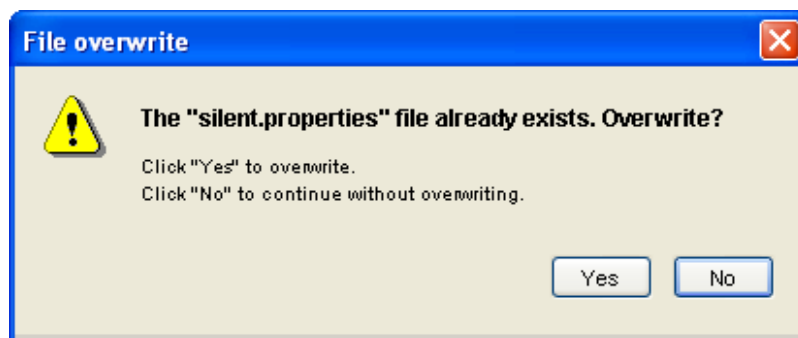 File overwrite
The "silent.properties" file already exists. Overwrite?
Click "Yes" to overwrite.
Click "No" to continue without overwriting.
Yes No